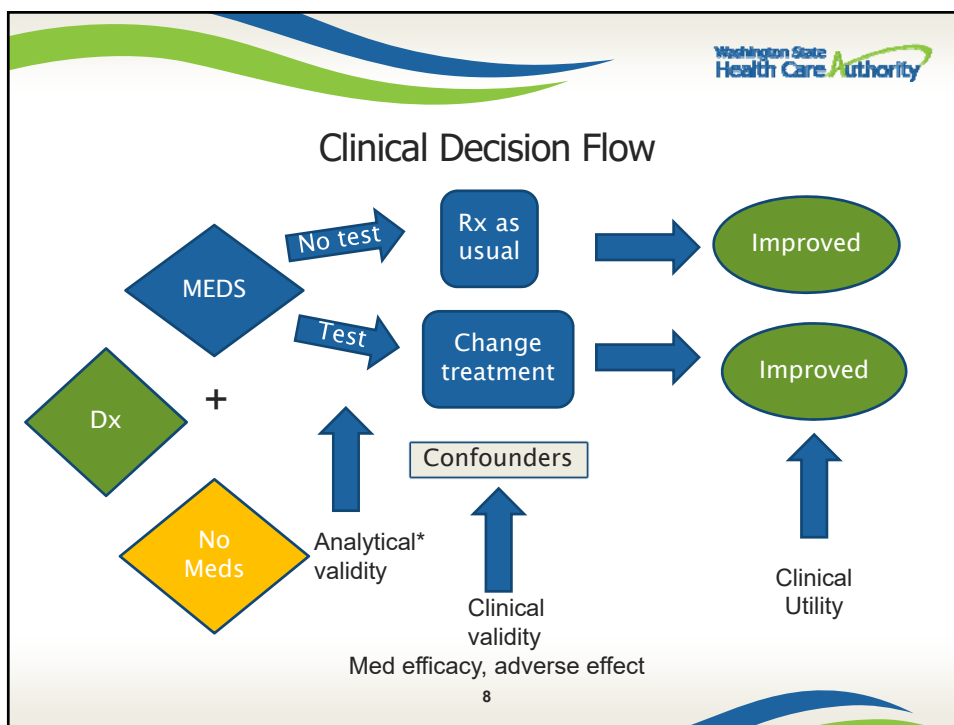 Washington State
Health Care Authority
Clinical Decision Flow
No test
Rx as
usual
Improved
MEDS
Test
Change
treatment
Improved
Dx
+
Confounders
No
Meds
Analytical*
validity
Clinical
validity
Med efficacy, adverse effect
Clinical
Utility
8